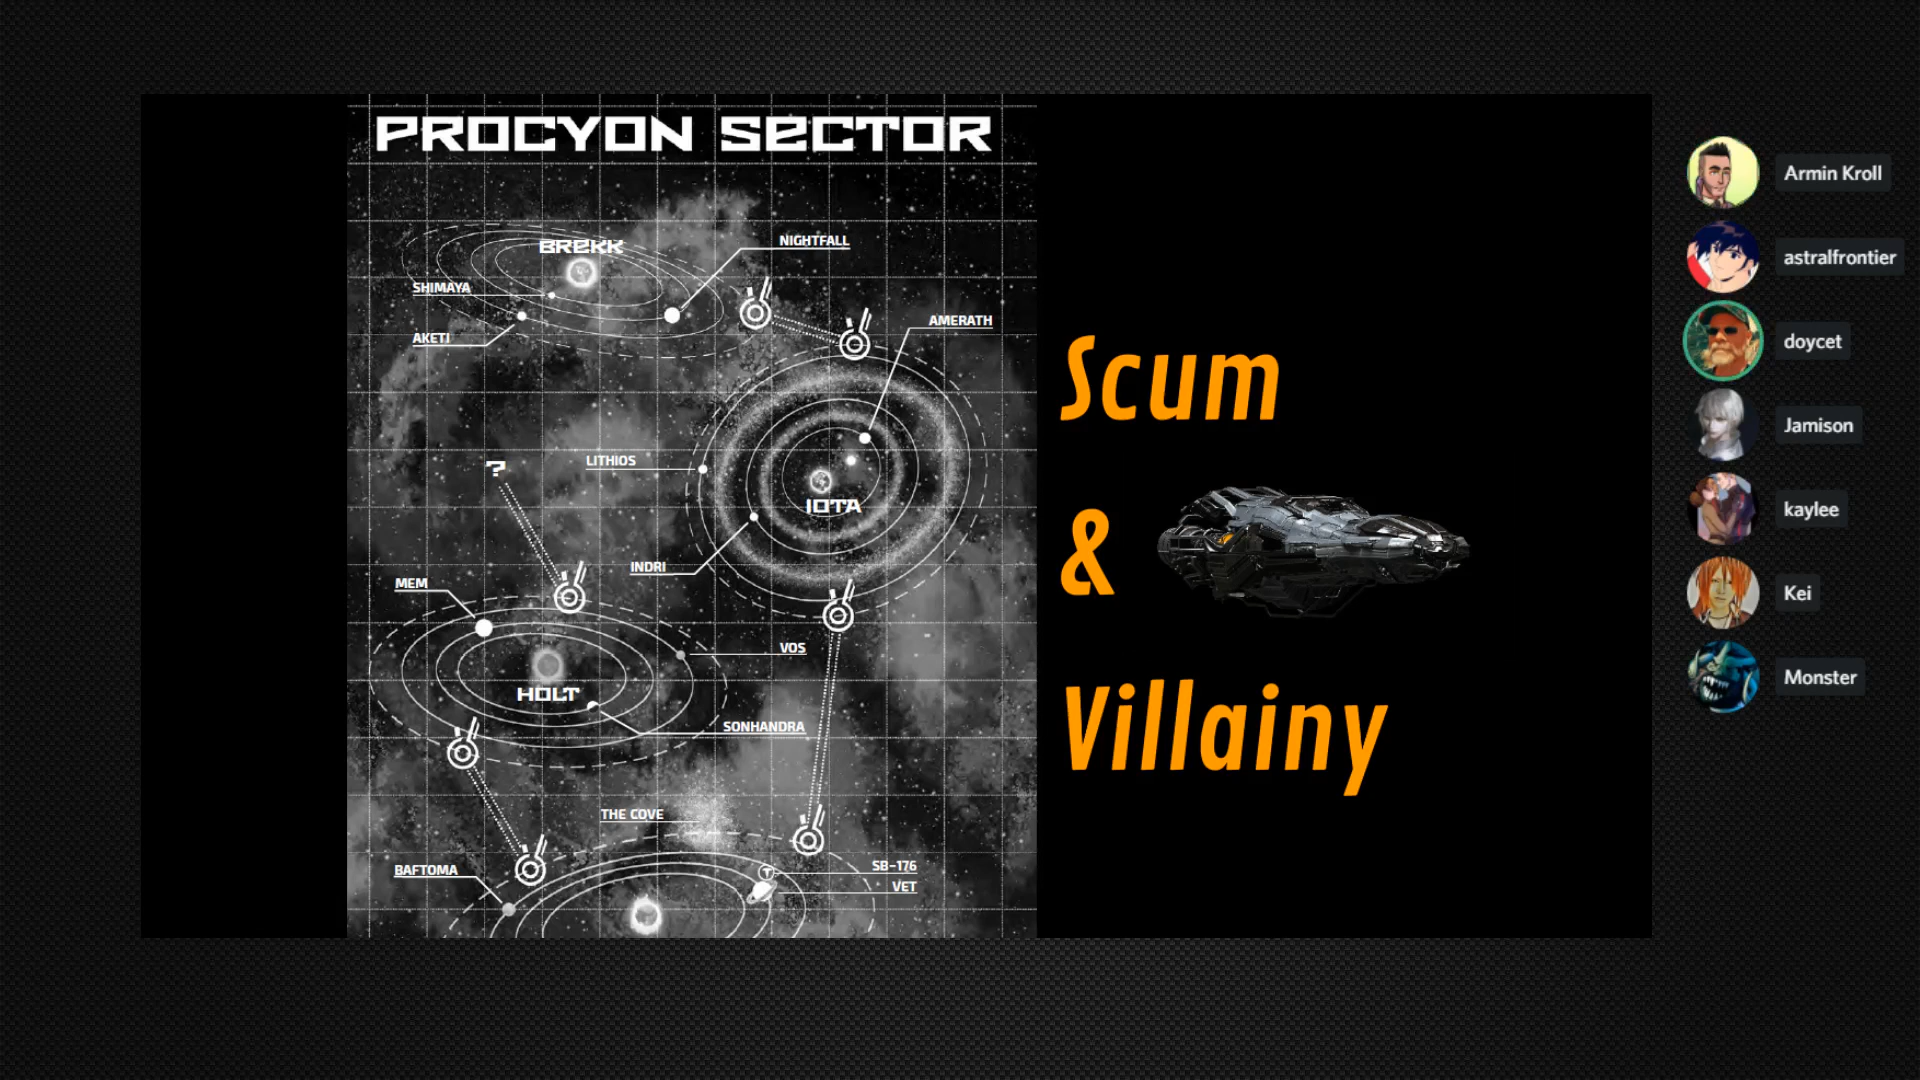 PROCYON SECTOR
BREKK
NIGHTFALL
SHIMAYA
AKETI
AMERATH
LITHIOS
?
IOTA
INDRI
MEM
VOS
HOLT
SONHANDRA
THE COVE
BAFTOMA
SB-176
VET
Scum
&
Villainy
Armin Kroll
astralfrontier
doycet
Jamison
kaylee
Kei
Monster